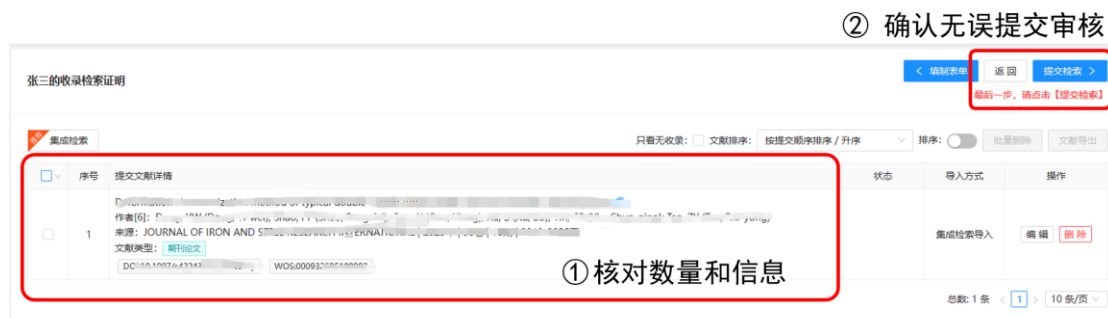 ② 确认无误提交审核
张三的收录检索证明
< 填制表单 返 回 提交检索 >
最后一步，请点击【提交检索】
集成检索 只看无收录: 文献排序: 按提交顺序排序 / 升序 排序: 批量删除 文献导出
序号 提交文献详情 状态 导入方式 操作
method of typical double
作者[6]:
1 来源: JOURNAL OF IRON AND 集成检索导入 编 辑 删 除
文献类型: 期刊论文
①核对数量和信息
总数: 1 条 < 1 > 10 条/页